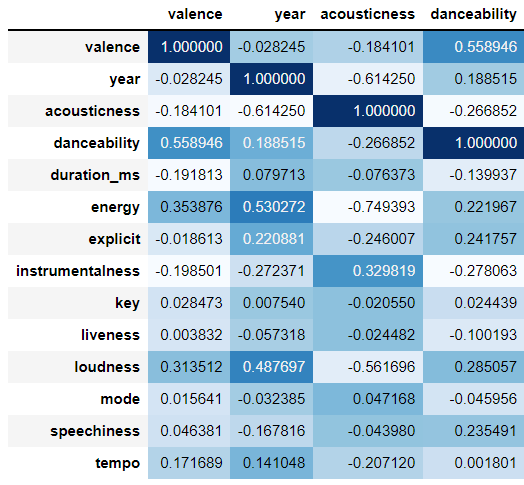 valence year acousticness danceability
valence 1.000000 -0.028245 -0.184101 0.558946
year -0.028245 1.000000 -0.614250 0.188515
acousticness -0.184101 -0.614250 1.000000 -0.266852
danceability 0.558946 0.188515 -0.266852 1.000000
duration_ms -0.191813 0.079713 -0.076373 -0.139937
energy 0.353876 0.530272 -0.749393 0.221967
explicit -0.018613 0.220881 -0.246007 0.241757
instrumentalness -0.198501 -0.272371 0.329819 -0.278063
key 0.028473 0.007540 -0.020550 0.024439
liveness 0.003832 -0.057318 -0.024482 -0.100193
loudness 0.313512 0.487697 -0.561696 0.285057
mode 0.015641 -0.032385 0.047168 -0.045956
speechiness 0.046381 -0.167816 -0.043980 0.235491
tempo 0.171689 0.141048 -0.207120 0.001801